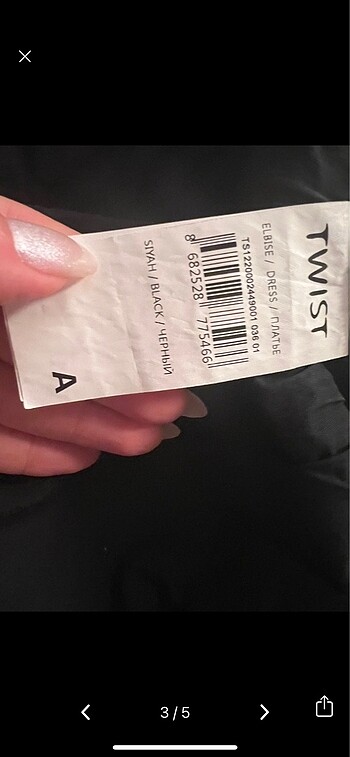 TWIST
ELBISE / DRESS / ПЛАТЬЕ
TS1220002449001 036 01
8 682528 775466
SIYAH / BLACK / ЧЕРНЫЙ
A
3 / 5